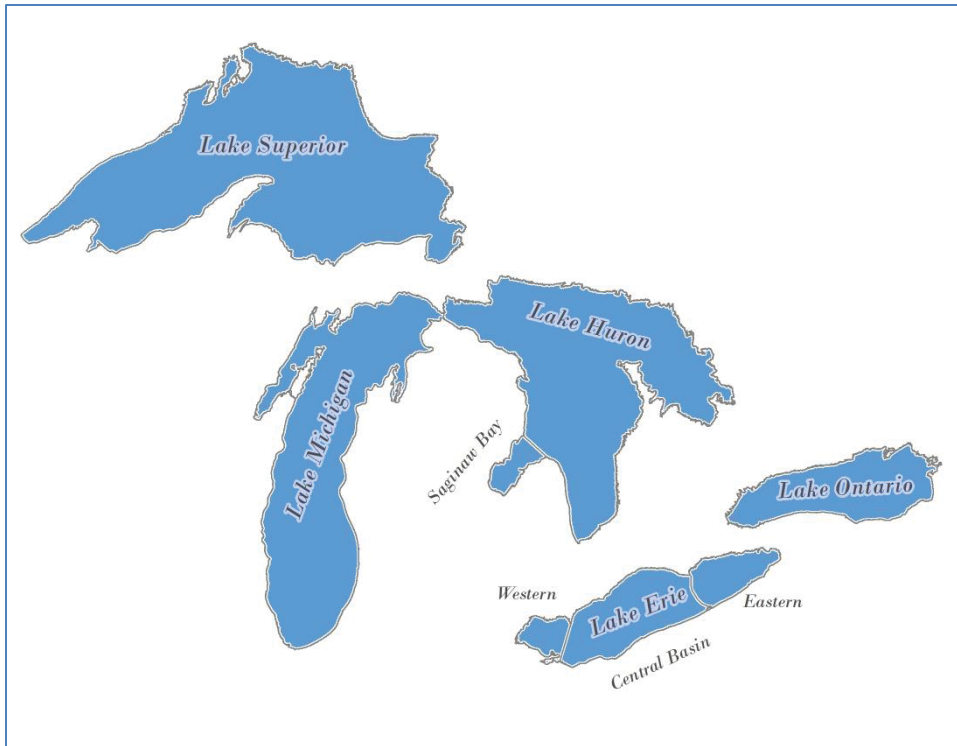 Lake Superior
Lake Huron
Lake Michigan
Saginaw Bay
Lake Ontario
Western
Lake Erie
Eastern
Central Basin